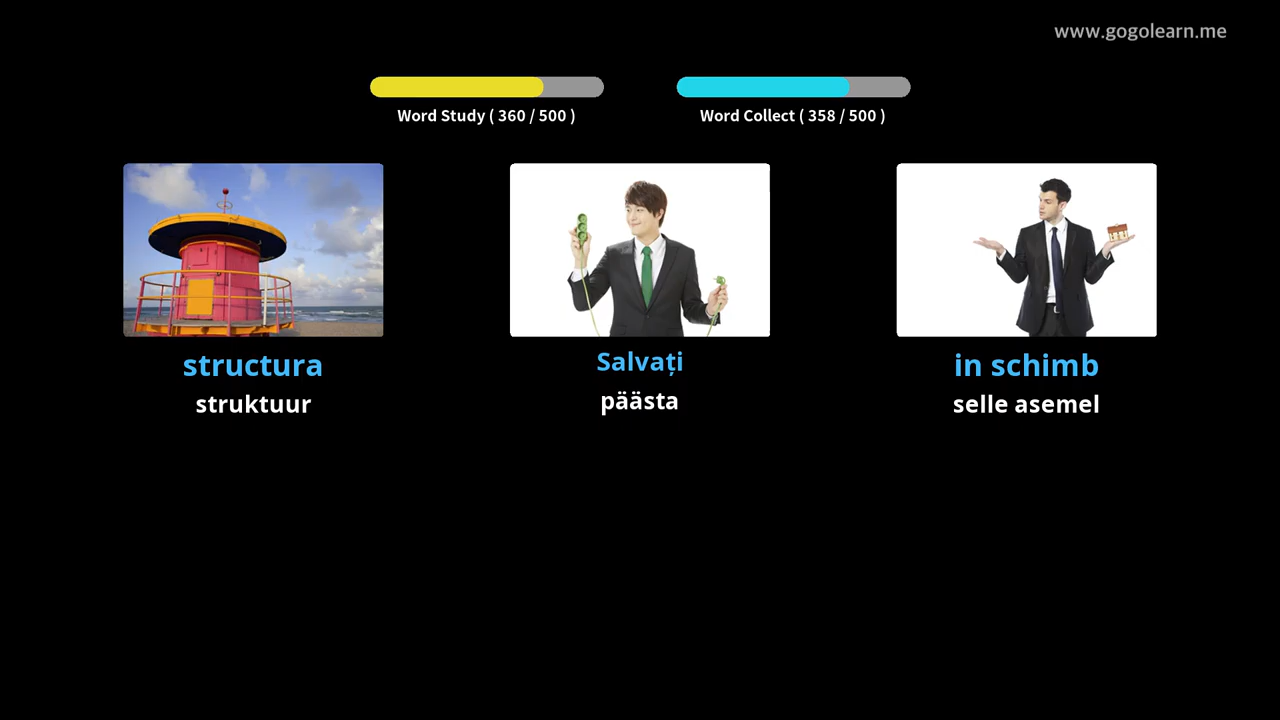 www.gogolearn.me
Word Study ( 360 / 500 )
Word Collect ( 358 / 500 )
structura
struktuur
Salvați
päästa
in schimb
selle asemel